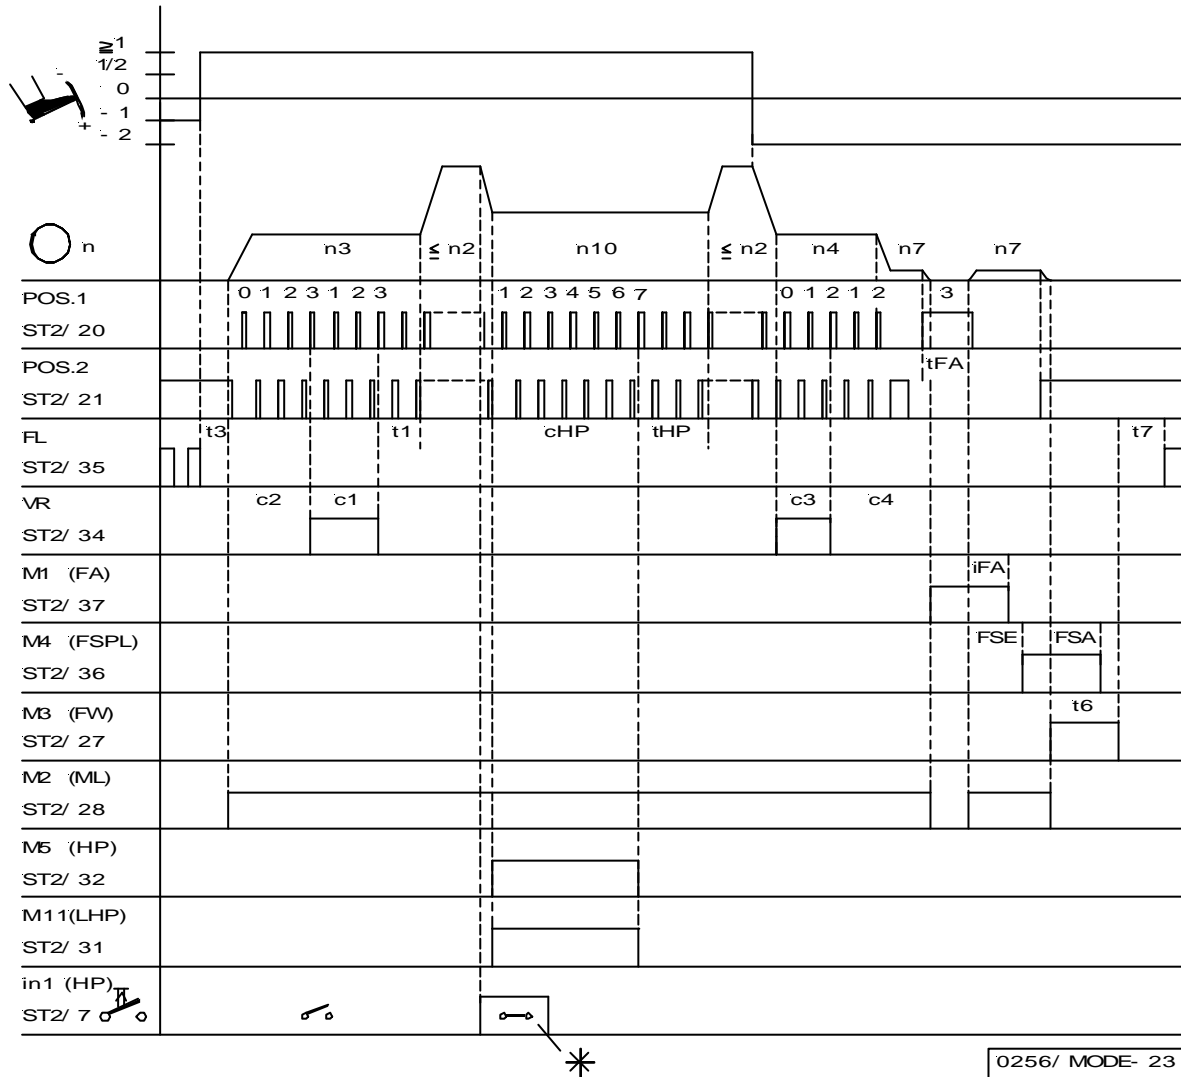 ≧1
1/2
-
0
- 1
+
- 2
n
n3
≤ n2
n10
≤ n2
n4
n7
n7
POS.1
0 1 2 3 1 2 3
1 2 3 4 5 6 7
0 1 2 1 2
3
ST2/ 20
POS.2
tFA
ST2/ 21
FL
t3
t1
cHP
tHP
t7
ST2/ 35
VR
c2
c1
c3
c4
ST2/ 34
M1 (FA)
iFA
ST2/ 37
M4 (FSPL)
FSE
FSA
ST2/ 36
M3 (FW)
t6
ST2/ 27
M2 (ML)
ST2/ 28
M5 (HP)
ST2/ 32
M11(LHP)
ST2/ 31
in1 (HP)
ST2/ 7
0256/ MODE- 23